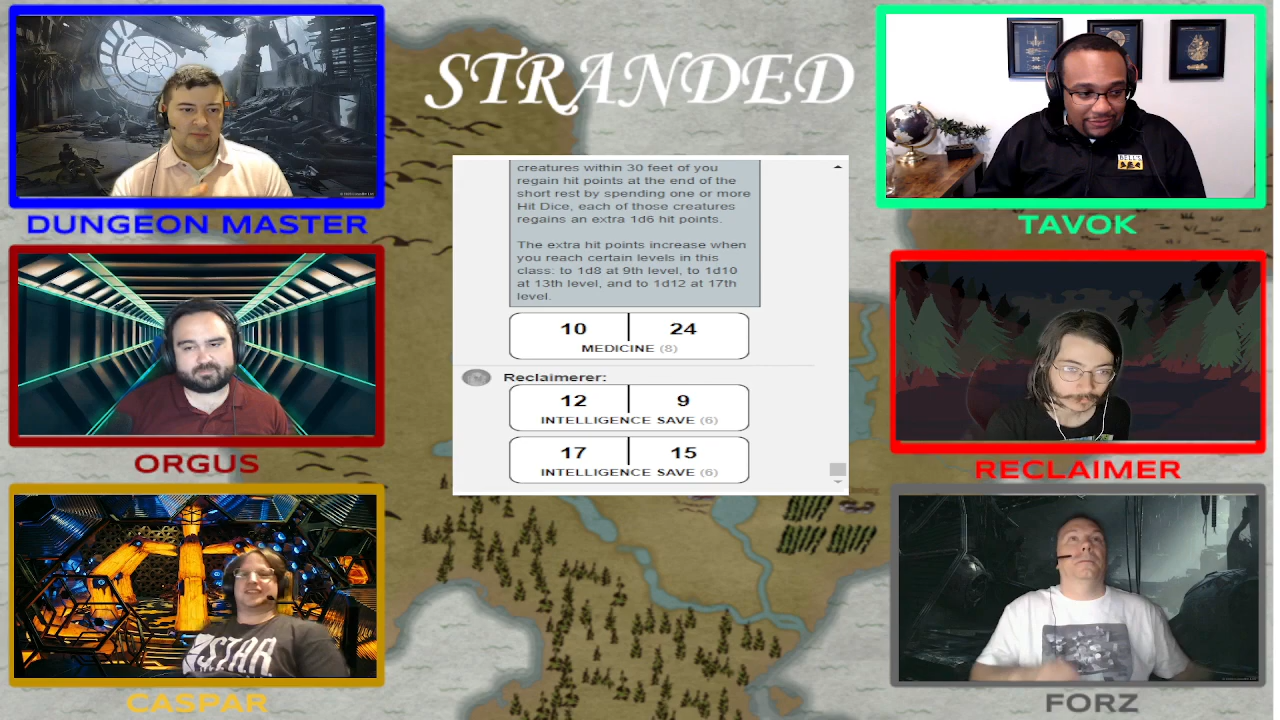 STRANDED
DUNGEON MASTER
TAVOK
BELL'S
creatures within 30 feet of you
regain hit points at the end of the
short rest by spending one or more
Hit Dice, each of those creatures
regains an extra 1d6 hit points.
The extra hit points increase when
you reach certain levels in this
class: to 1d8 at 9th level, to 1d10
at 13th level, and to 1d12 at 17th
level.
10 24
MEDICINE (8)
Reclaimerer:
12 9
INTELLIGENCE SAVE (6)
17 15
INTELLIGENCE SAVE (6)
ORGUS
RECLAIMER
STAR
CASPAR
FORZ